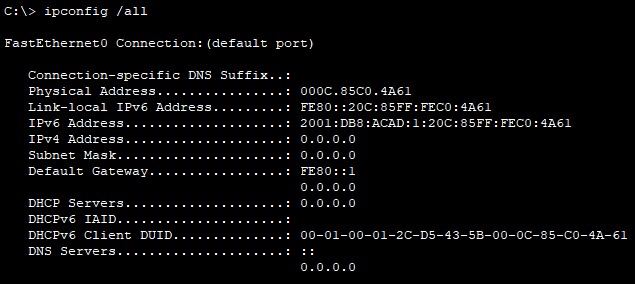 C:\> ipconfig /all
FastEthernet0 Connection:(default port)
Connection-specific DNS Suffix..:
Physical Address................: 000C.85C0.4A61
Link-local IPv6 Address.........: FE80::20C:85FF:FEC0:4A61
IPv6 Address....................: 2001:DB8:ACAD:1:20C:85FF:FEC0:4A61
IPv4 Address....................: 0.0.0.0
Subnet Mask.....................: 0.0.0.0
Default Gateway.................: FE80::1
0.0.0.0
DHCP Servers....................: 0.0.0.0
DHCPv6 IAID.....................:
DHCPv6 Client DUID..............: 00-01-00-01-2C-D5-43-5B-00-0C-85-C0-4A-61
DNS Servers.....................: ::
0.0.0.0